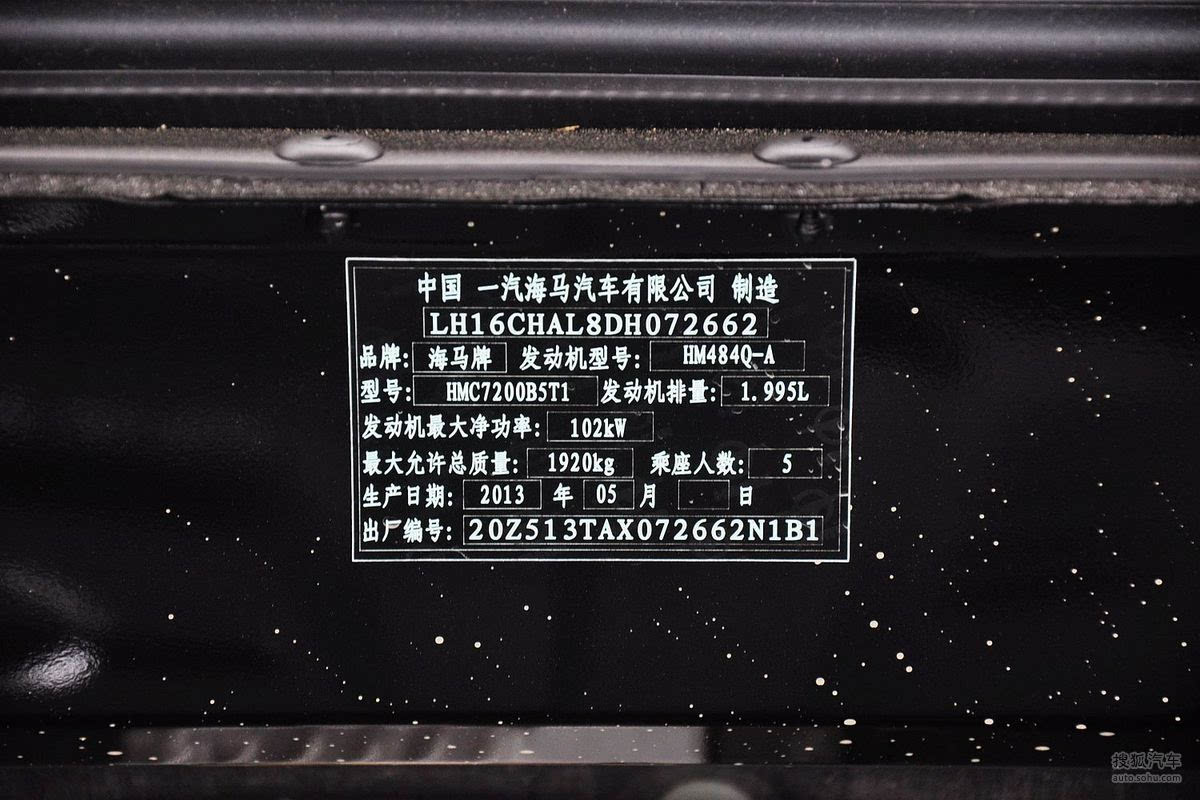 中国 一汽海马汽车有限公司 制造
LH16CHAL8DH072662
品牌: 海马牌 发动机型号: HM484Q-A
型号: HMC7200B5T1 发动机排量: 1.995L
发动机最大净功率: 102kW
最大允许总质量: 1920kg 乘座人数: 5
生产日期: 2013 年 05 月 日
出厂编号: 20Z513TAX072662N1B1
搜狐汽车
auto.sohu.com